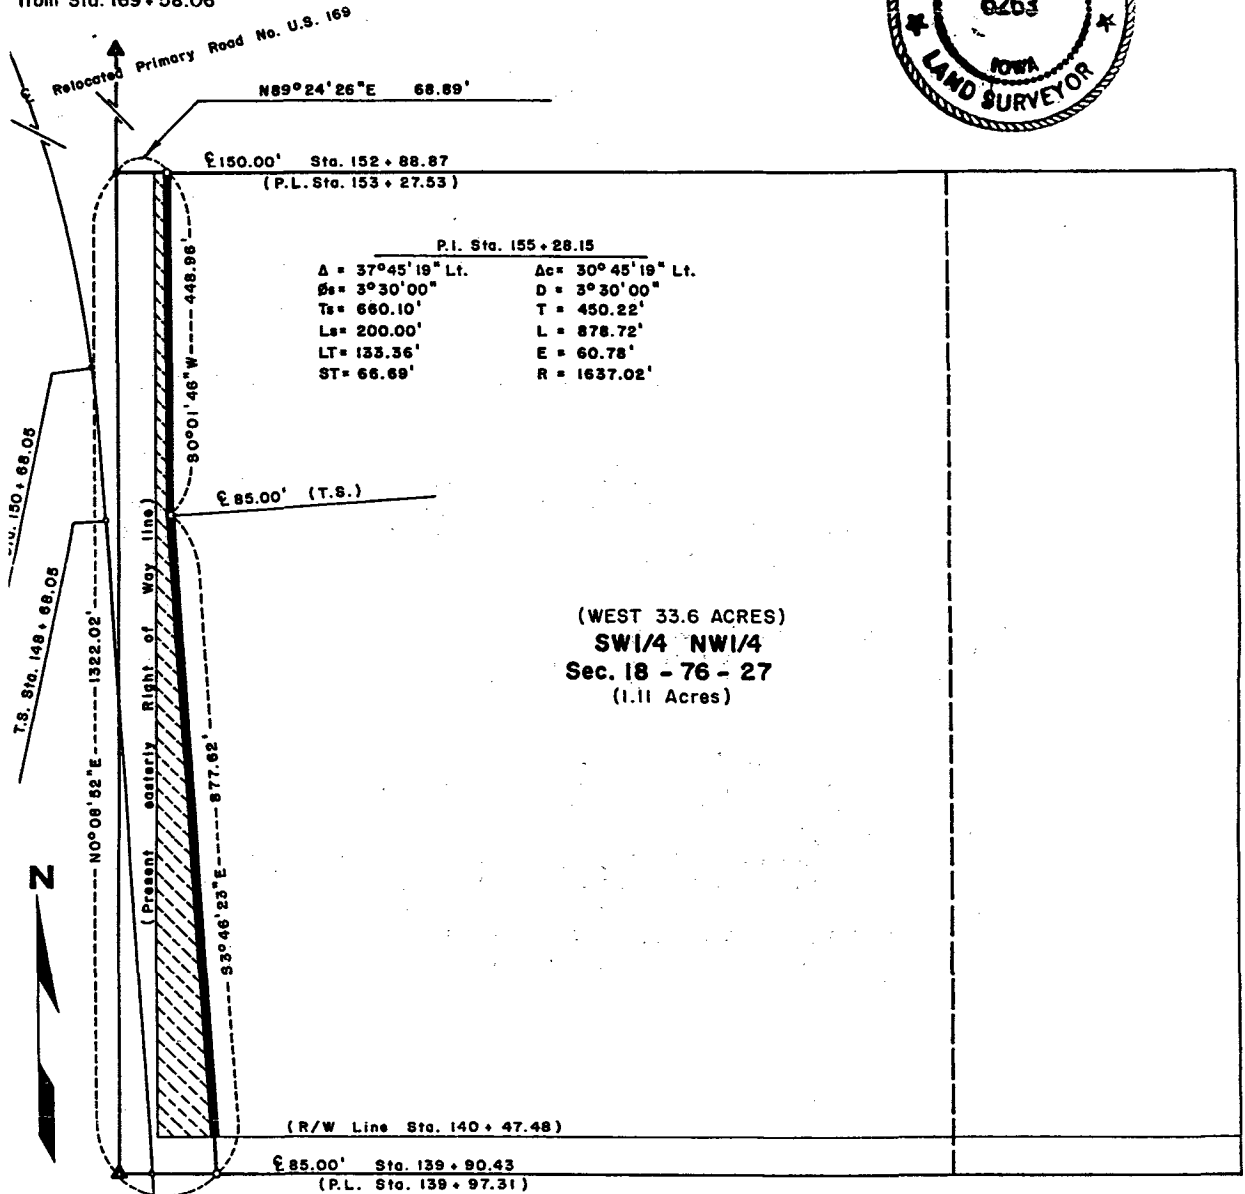 from Sta. 169+58.06
Relocated Primary Road No. U.S. 169
6263
IOWA
LAND SURVEYOR
N89°24'26"E 68.89'
℄ 150.00' Sta. 152+88.87
(P.L. Sta. 153+27.53)
P.I. Sta. 155+28.15
Δ = 37°45'19" Lt. Δc= 30°45'19" Lt.
Øs= 3°30'00" D = 3°30'00"
Ts= 660.10' T = 450.22'
Ls= 200.00' L = 878.72'
LT= 133.36' E = 60.78'
ST= 66.69' R = 1637.02'
S0°01'46"W 448.96'
℄ 85.00' (T.S.)
Sta. 150+68.05
T.S. Sta. 148+68.05
N0°08'52"E 1322.02'
(Present easterly Right of Way line)
S3°46'23"E 877.62'
(WEST 33.6 ACRES)
SW1/4 NW1/4
Sec. 18 - 76 - 27
(1.11 Acres)
N
(R/W Line Sta. 140+47.48)
℄ 85.00' Sta. 139+90.43
(P.L. Sta. 139+97.31)